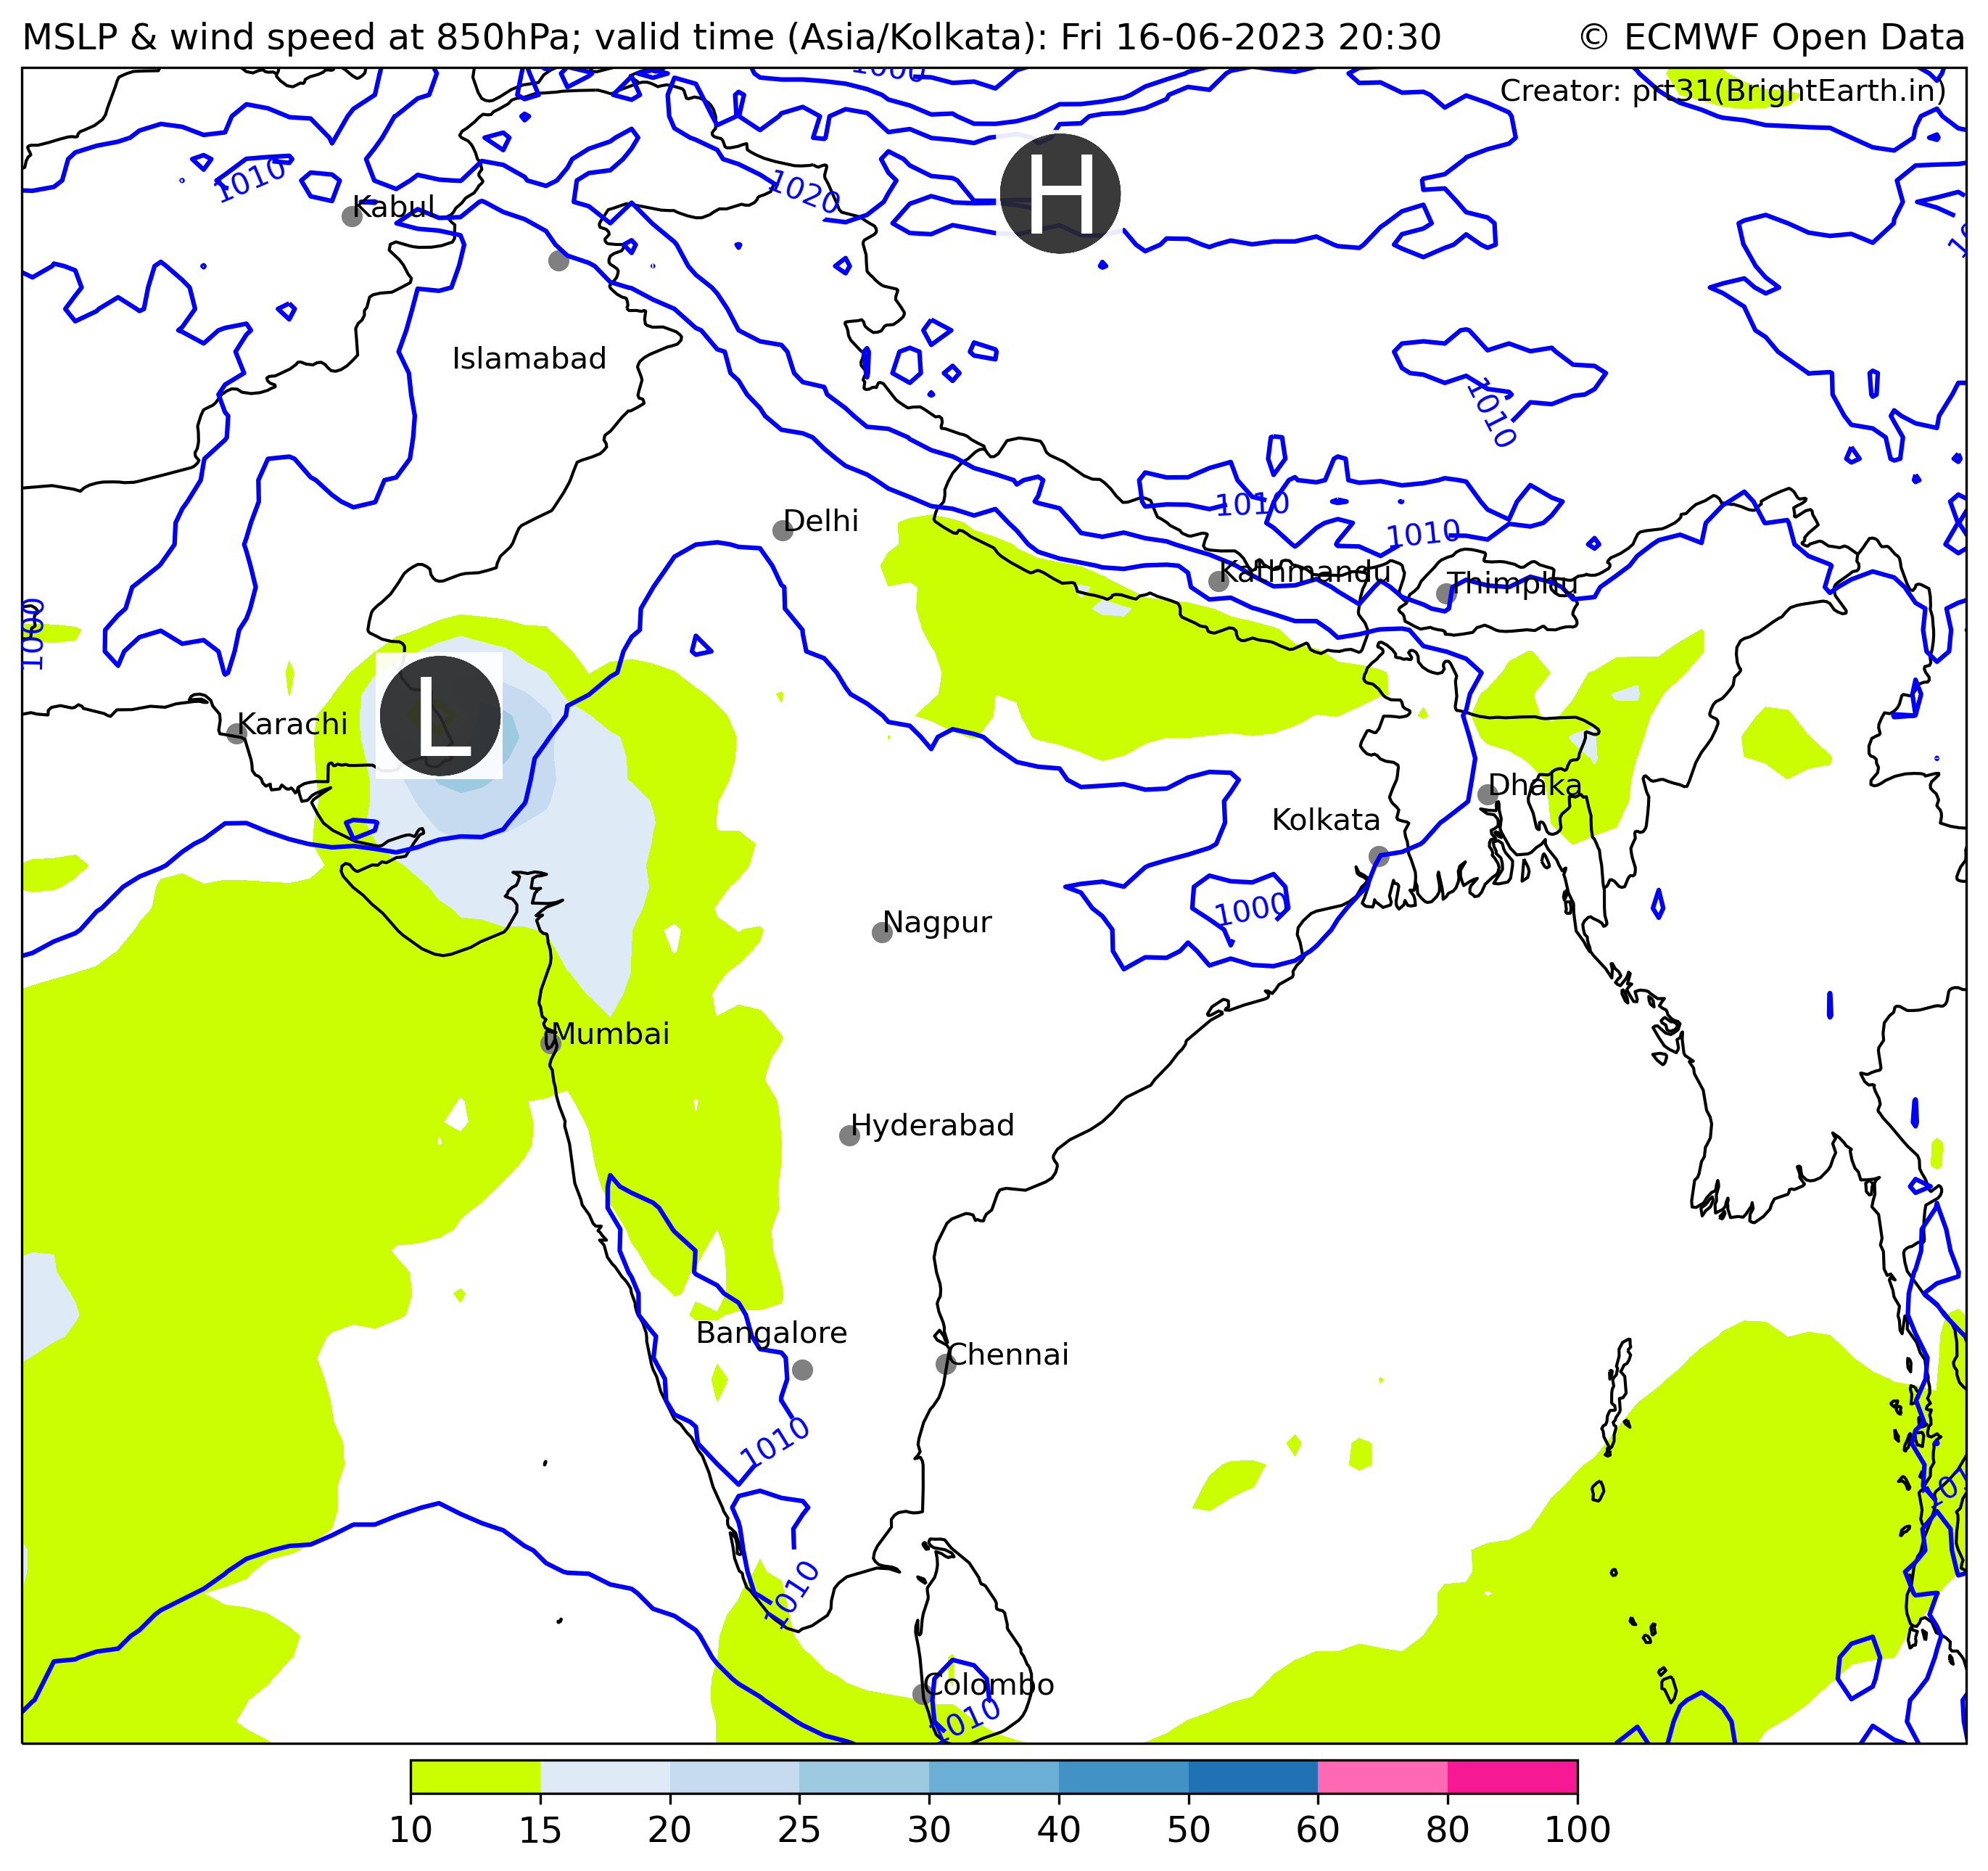 MSLP & wind speed at 850hPa; valid time (Asia/Kolkata): Fri 16-06-2023 20:30
© ECMWF Open Data
1000
Creator: prt31(BrightEarth.in)
H
1010
1020
Kabul
Islamabad
1010
1010
Delhi
1010
Kathmandu
Thimphu
1000
L
Karachi
Dhaka
Kolkata
1000
Nagpur
Mumbai
Hyderabad
Bangalore
Chennai
1010
1010
Colombo
1010
10 15 20 25 30 40 50 60 80 100